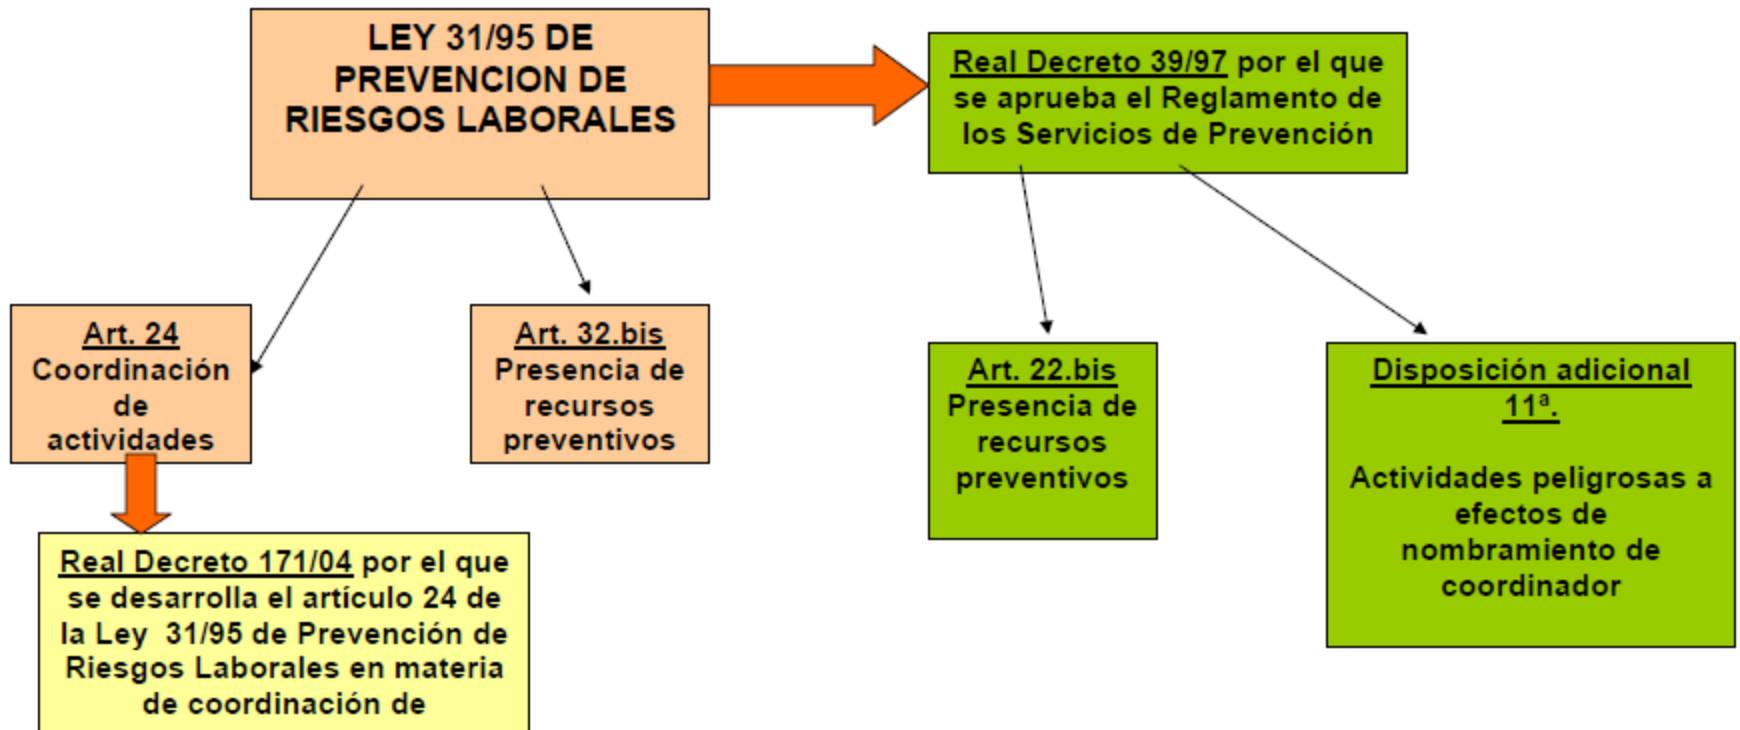 LEY 31/95 DE
PREVENCION DE
RIESGOS LABORALES
Real Decreto 39/97 por el que
se aprueba el Reglamento de
los Servicios de Prevención
Art. 24
Coordinación
de
actividades
Art. 32.bis
Presencia de
recursos
preventivos
Art. 22.bis
Presencia de
recursos
preventivos
Disposición adicional
11ª.
Actividades peligrosas a
efectos de
nombramiento de
coordinador
Real Decreto 171/04 por el que
se desarrolla el artículo 24 de
la Ley 31/95 de Prevención de
Riesgos Laborales en materia
de coordinación de